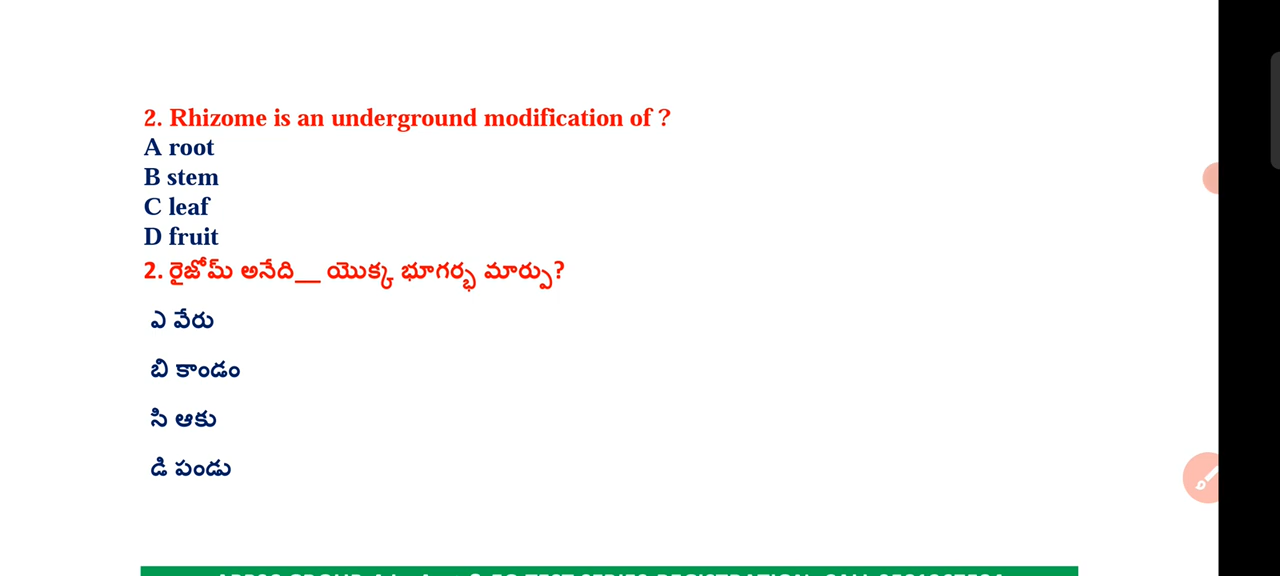 2. Rhizome is an underground modification of ?
A root
B stem
C leaf
D fruit
2. రైజోమ్ అనేది__ యొక్క భూగర్భ మార్పు?
ఎ వేరు
బి కాండం
సి ఆకు
డి పండు